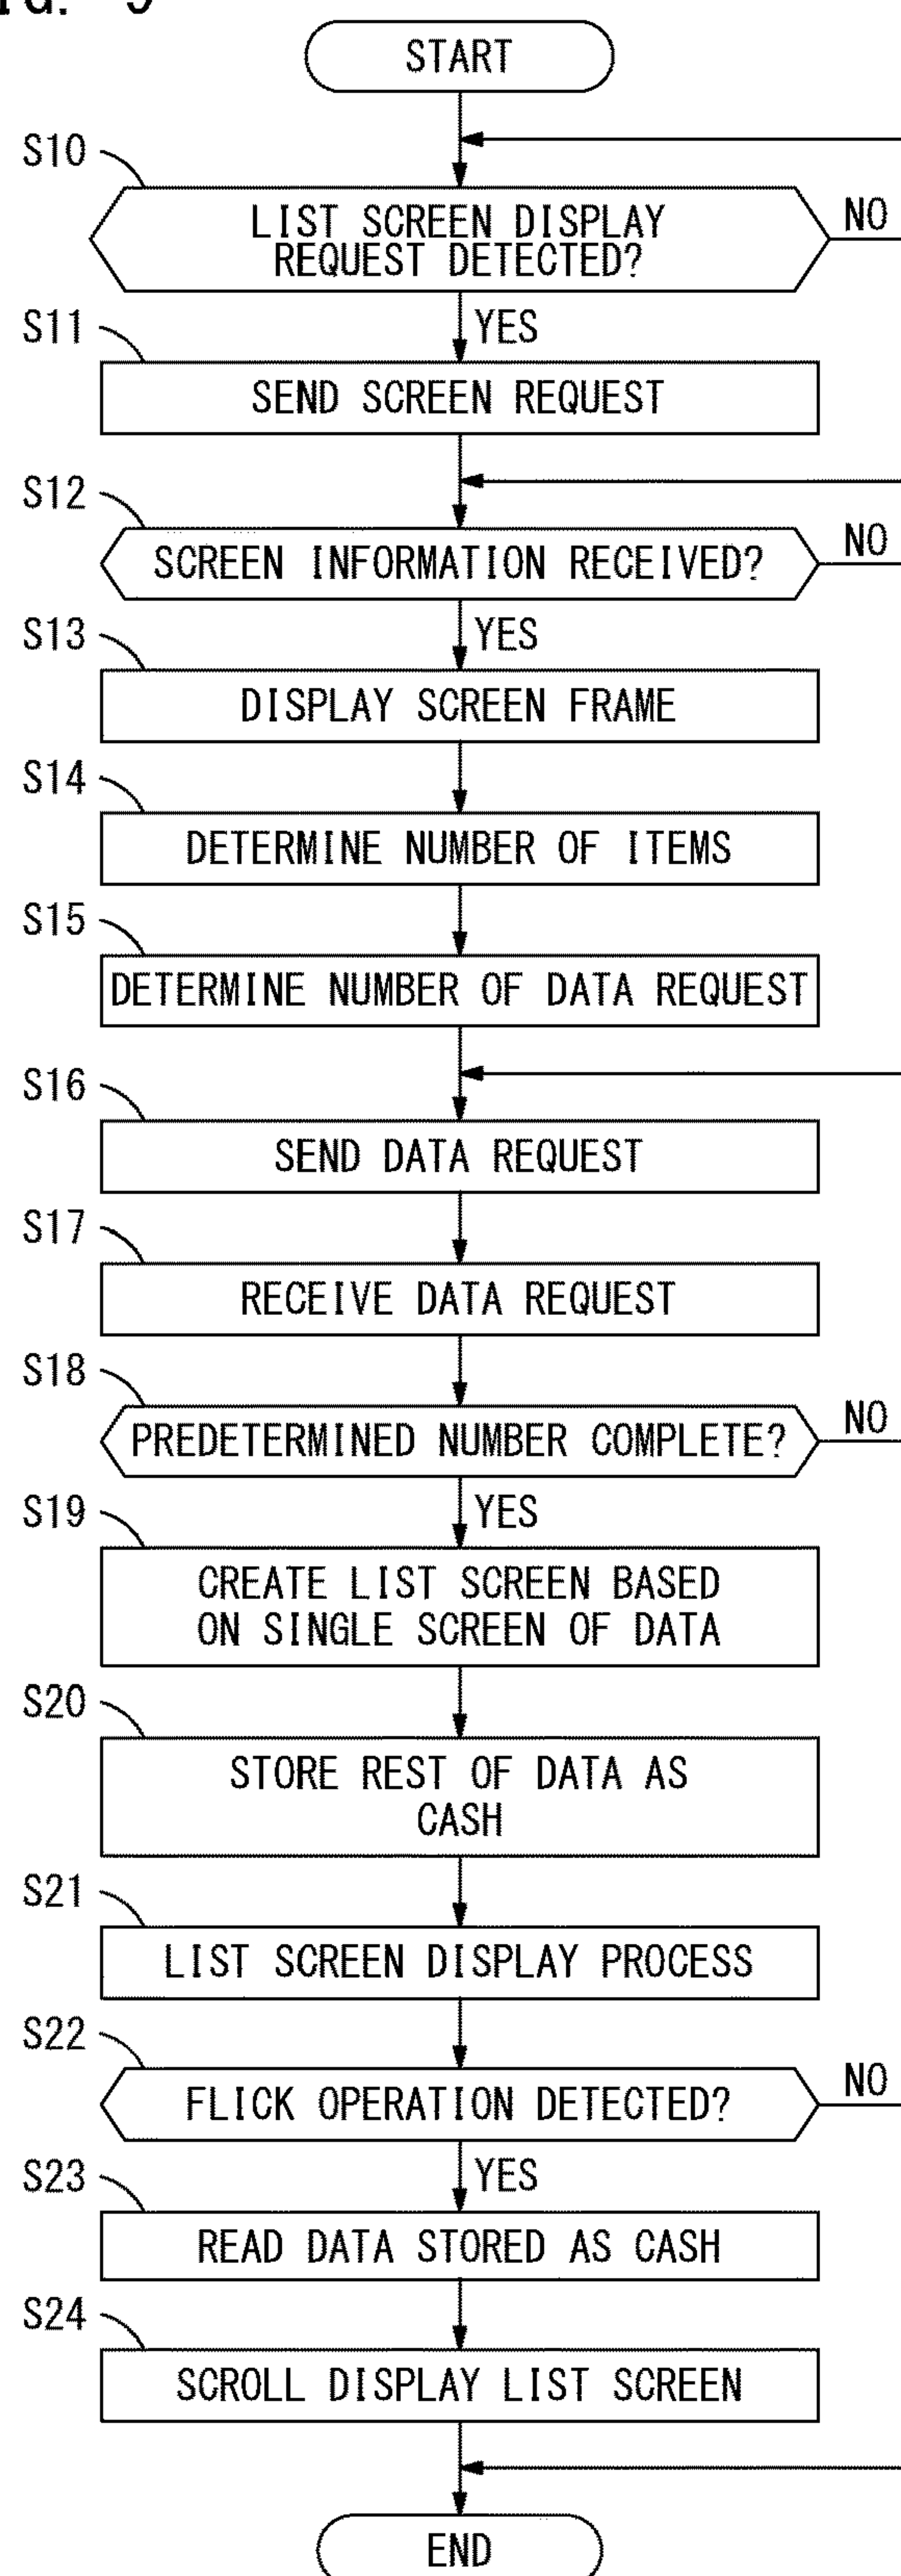 START
S10
LIST SCREEN DISPLAY
REQUEST DETECTED?
NO
YES
S11
SEND SCREEN REQUEST
S12
SCREEN INFORMATION RECEIVED?
NO
YES
S13
DISPLAY SCREEN FRAME
S14
DETERMINE NUMBER OF ITEMS
S15
DETERMINE NUMBER OF DATA REQUEST
S16
SEND DATA REQUEST
S17
RECEIVE DATA REQUEST
S18
PREDETERMINED NUMBER COMPLETE?
NO
YES
S19
CREATE LIST SCREEN BASED
ON SINGLE SCREEN OF DATA
S20
STORE REST OF DATA AS
CASH
S21
LIST SCREEN DISPLAY PROCESS
S22
FLICK OPERATION DETECTED?
NO
YES
S23
READ DATA STORED AS CASH
S24
SCROLL DISPLAY LIST SCREEN
END